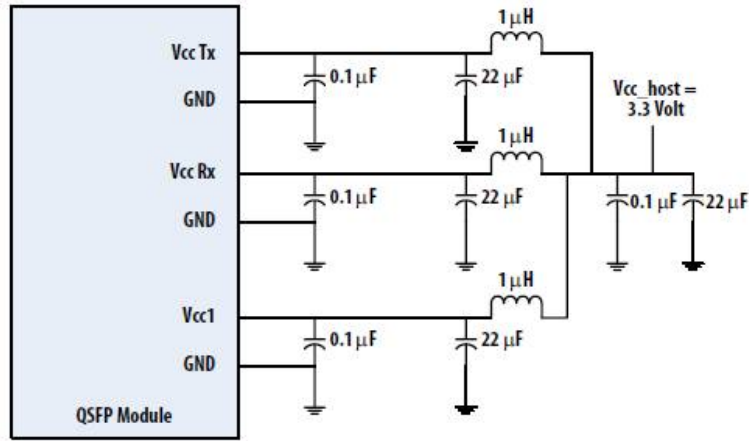 1 μH
Vcc Tx
0.1 μF
22 μF
GND
Vcc_host =
3.3 Volt
1 μH
Vcc Rx
0.1 μF
22 μF
0.1 μF
22 μF
GND
1 μH
Vcc1
0.1 μF
22 μF
GND
QSFP Module